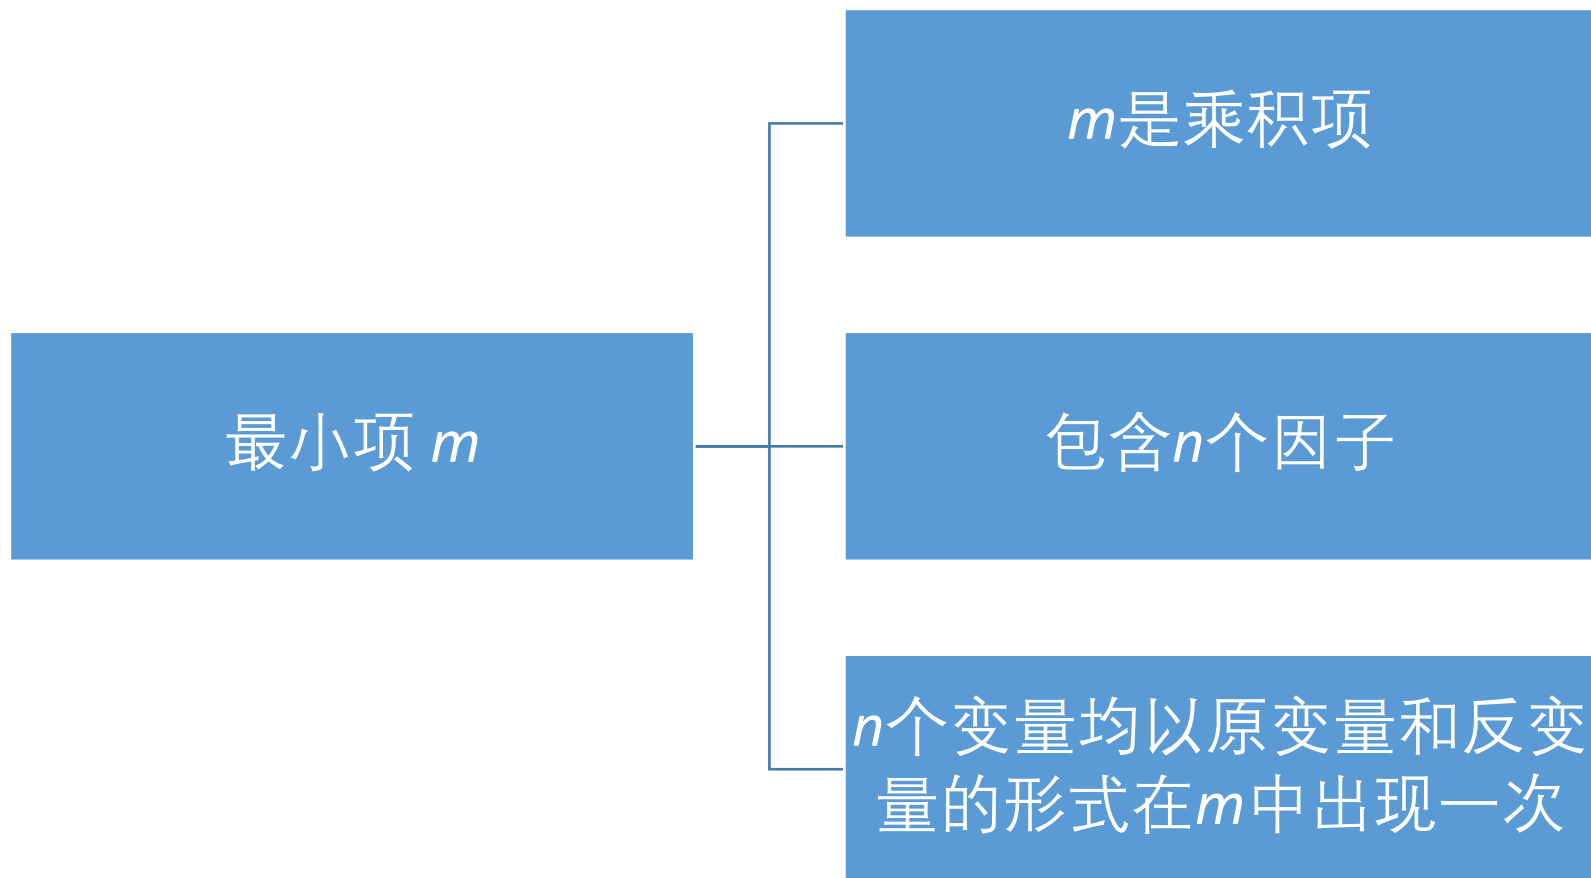 m是乘积项
最小项 m
包含n个因子
n个变量均以原变量和反变
量的形式在m中出现一次